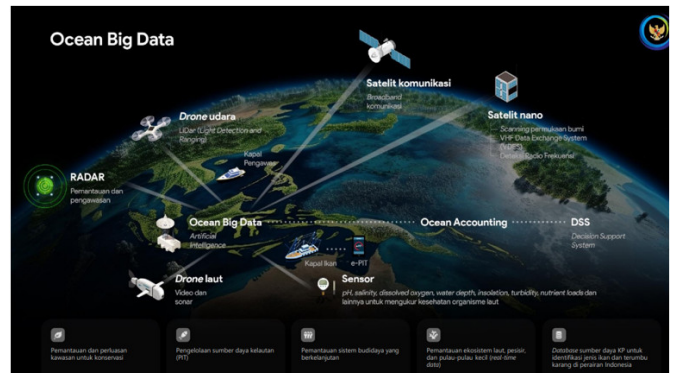 Ocean Big Data
Satelit komunikasi
Broadband
komunikasi
Satelit nano
Scanning permukaan bumi
VHF Data Exchange System
(VDES)
Deteksi Radio Frekuensi
Drone udara
LiDar (Light Detection and
Ranging)
Kapal
Pengawas
RADAR
Pemantauan dan
pengawasan
Ocean Big Data
Artificial
Intelligence
Ocean Accounting
DSS
Decision Support
System
Kapal Ikan
e-PIT
Drone laut
Video dan
sonar
Sensor
pH, salinity, dissolved oxygen, water depth, insolation, turbidity, nutrient loads dan
lainnya untuk mengukur kesehatan organisme laut
Pemantauan dan perluasan
kawasan untuk konservasi
Pengelolaan sumber daya kelautan
(PIT)
Pemantauan sistem budidaya yang
berkelanjutan
Pemantauan ekosistem laut, pesisir,
dan pulau-pulau kecil (real-time
data)
Database sumber daya KP untuk
identifikasi jenis ikan dan terumbu
karang di perairan Indonesia